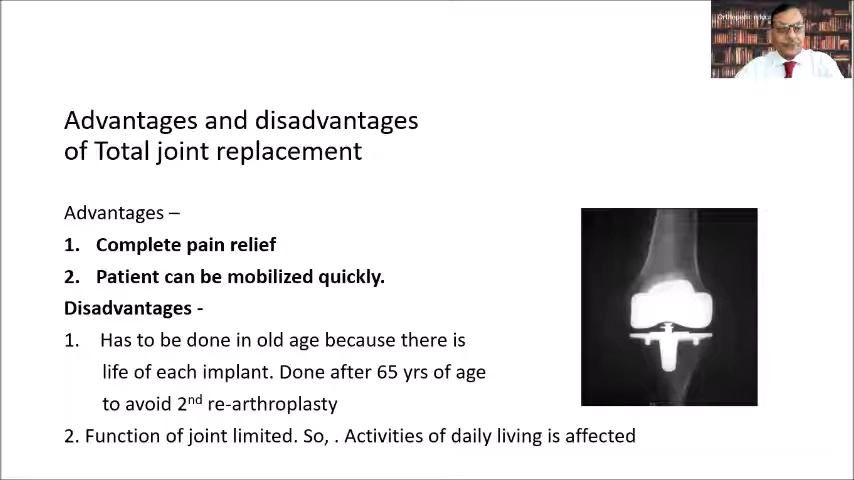 Orthopedic educ
Advantages and disadvantages
of Total joint replacement
Advantages –
1. Complete pain relief
2. Patient can be mobilized quickly.
Disadvantages -
1. Has to be done in old age because there is
life of each implant. Done after 65 yrs of age
to avoid 2nd re-arthroplasty
2. Function of joint limited. So, . Activities of daily living is affected